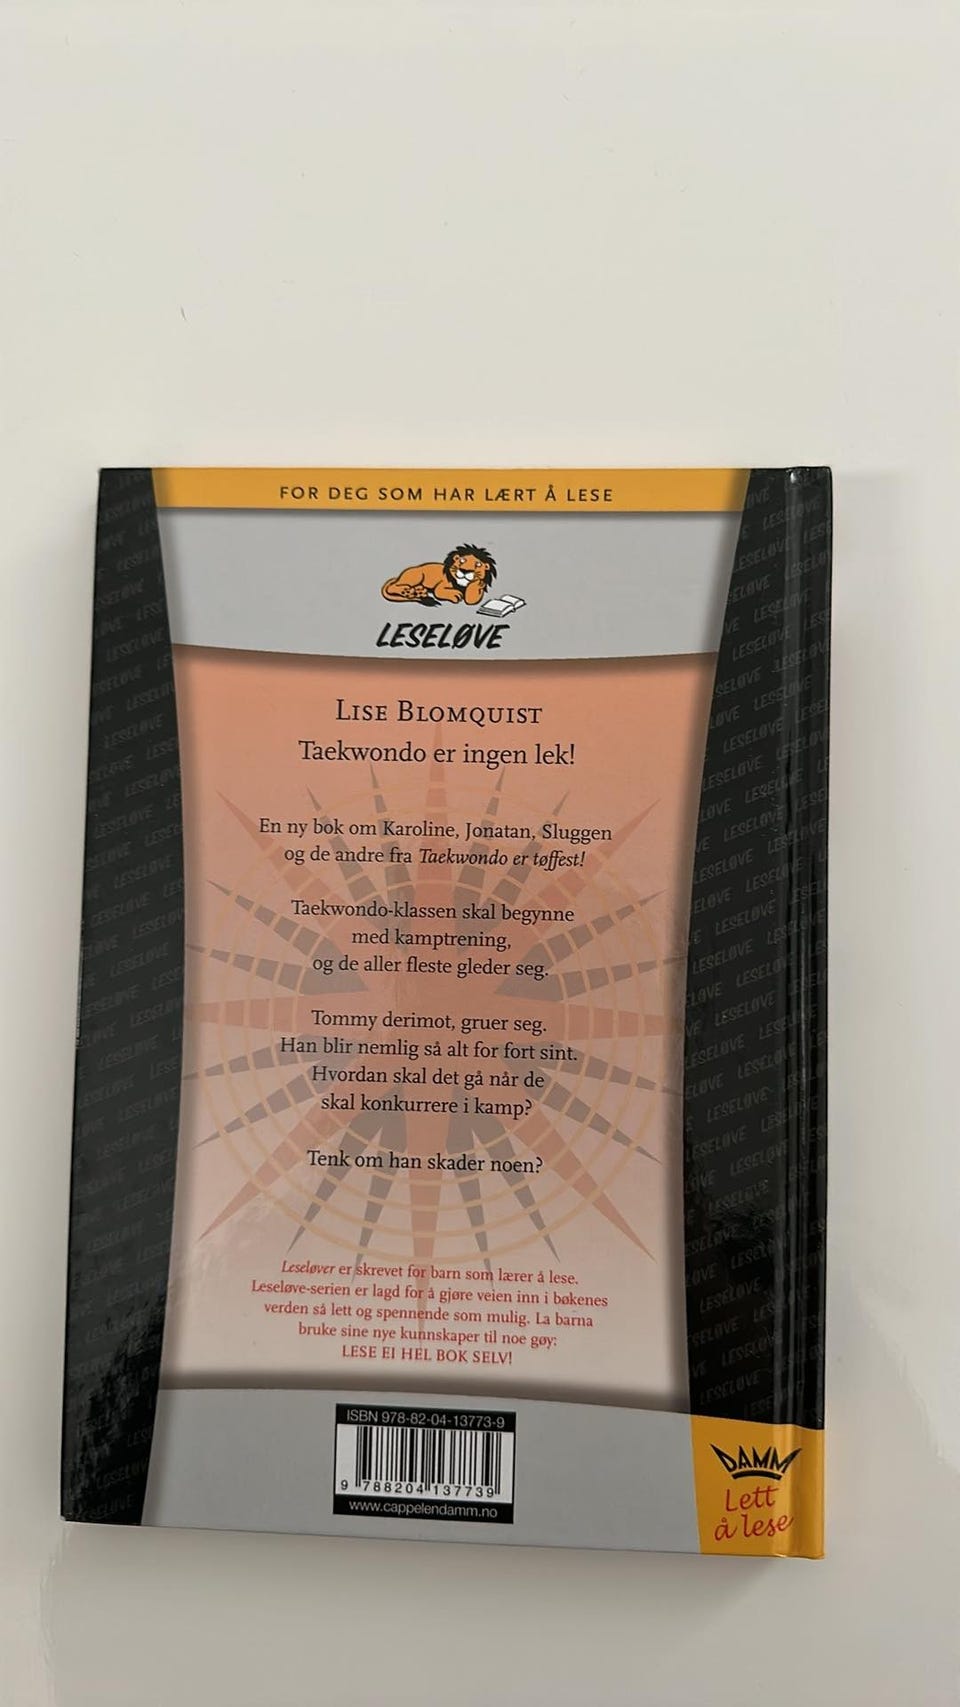 FOR DEG SOM HAR LÆRT Å LESE
LESELØVE
LISE BLOMQUIST
Taekwondo er ingen lek!
En ny bok om Karoline, Jonatan, Sluggen
og de andre fra Taekwondo er tøffest!
Taekwondo-klassen skal begynne
med kamptrening,
og de aller fleste gleder seg.
Tommy derimot, gruer seg.
Han blir nemlig så alt for fort sint.
Hvordan skal det gå når de
skal konkurrere i kamp?
Tenk om han skader noen?
Leseløver er skrevet for barn som lærer å lese.
Leseløve-serien er lagd for å gjøre veien inn i bøkenes
verden så lett og spennende som mulig. La barna
bruke sine nye kunnskaper til noe gøy:
LESE EI HEL BOK SELV!
ISBN 978-82-04-13773-9
9 788204 137739
www.cappelendamm.no
DAMM
Lett
å lese